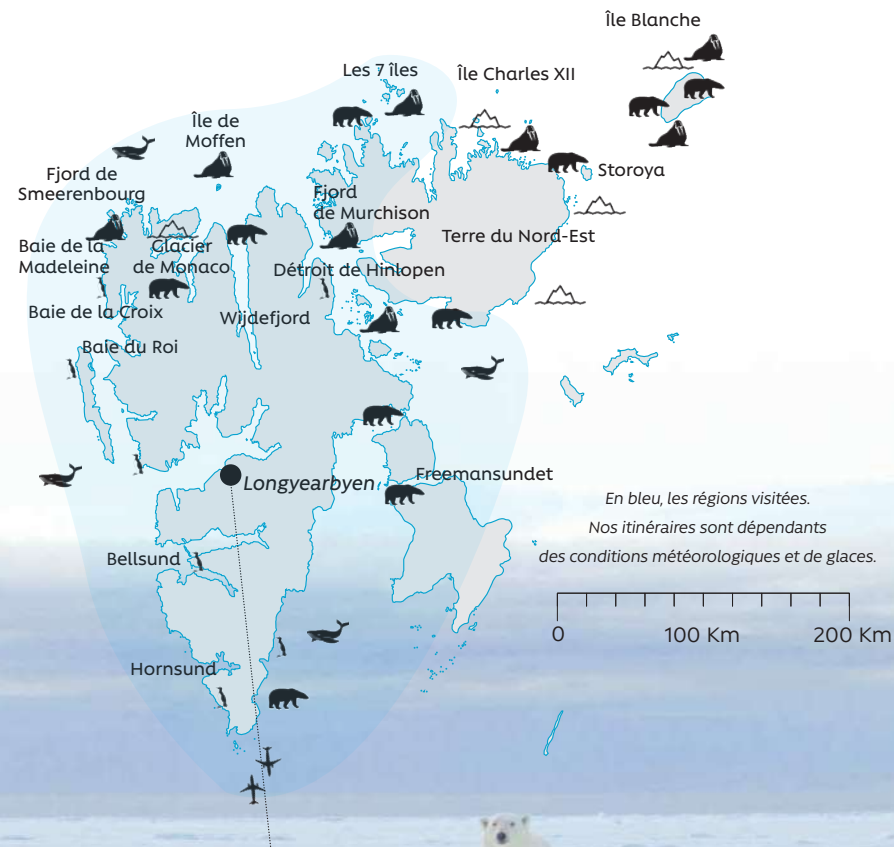 Île Blanche
Les 7 îles
Île Charles XII
Île de
Moffen
Fjord de
Smeerenbourg
Storoya
Fjord
de Murchison
Terre du Nord-Est
Baie de la
Madeleine
Glacier
de Monaco
Détroit de Hinlopen
Baie de la Croix
Wijdefjord
Baie du Roi
Longyearbyen
Freemansundet
En bleu, les régions visitées.
Nos itinéraires sont dépendants
des conditions météorologiques et de glaces.
Bellsund
0 100 Km 200 Km
Hornsund